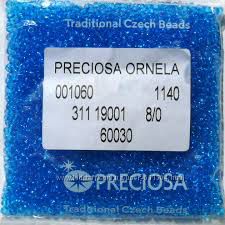 Traditional Czech Beads
PRECIOSA ORNELA
001060 1140
311 19001 8/0
60030
PRECIOSA
Traditional Czech Beads